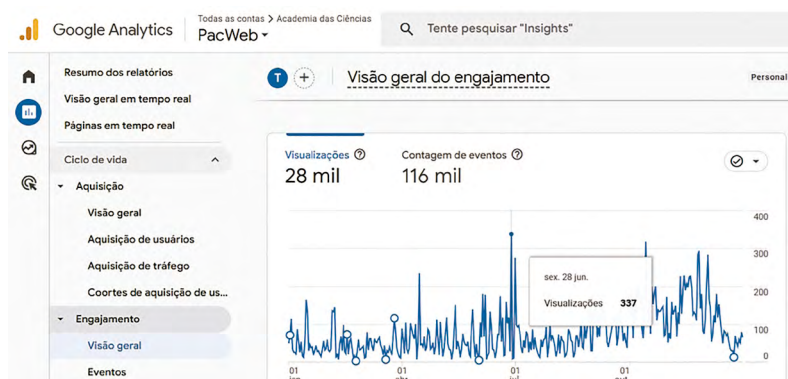 Google Analytics
Todas as contas > Academia das Ciências
PacWeb
Tente pesquisar "Insights"
Resumo dos relatórios
Visão geral em tempo real
Páginas em tempo real
Ciclo de vida
Aquisição
Visão geral
Aquisição de usuários
Aquisição de tráfego
Coortes de aquisição de us...
Engajamento
Visão geral
Eventos
T
Visão geral do engajamento
Personal
Visualizações
28 mil
Contagem de eventos
116 mil
400
300
200
100
0
sex. 28 jun.
Visualizações 337
01
01
01
01